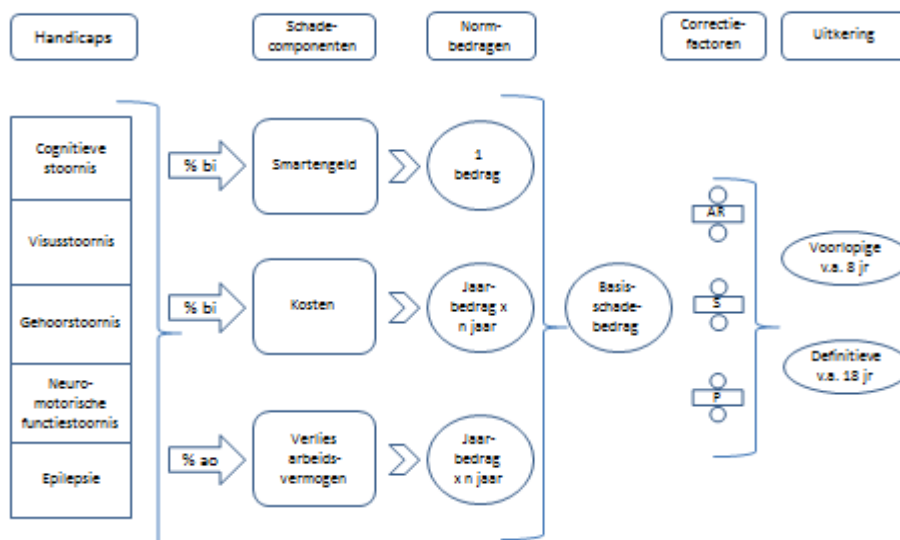 Handicaps
Schade-
componenten
Norm-
bedragen
Correctie-
factoren
Uitkering
Cognitieve
stoornis
Visusstoornis
Gehoorstoornis
Neuro-
motorische
functiestoornis
Epilepsie
% bi
% bi
% ao
Smartengeld
Kosten
Verlies
arbeids-
vermogen
1
bedrag
Jaar-
bedrag x
n jaar
Jaar-
bedrag
x n jaar
Basis-
schade-
bedrag
AR
S
P
Voorlopige
v.a. 8 jr
Definitieve
v.a. 18 jr